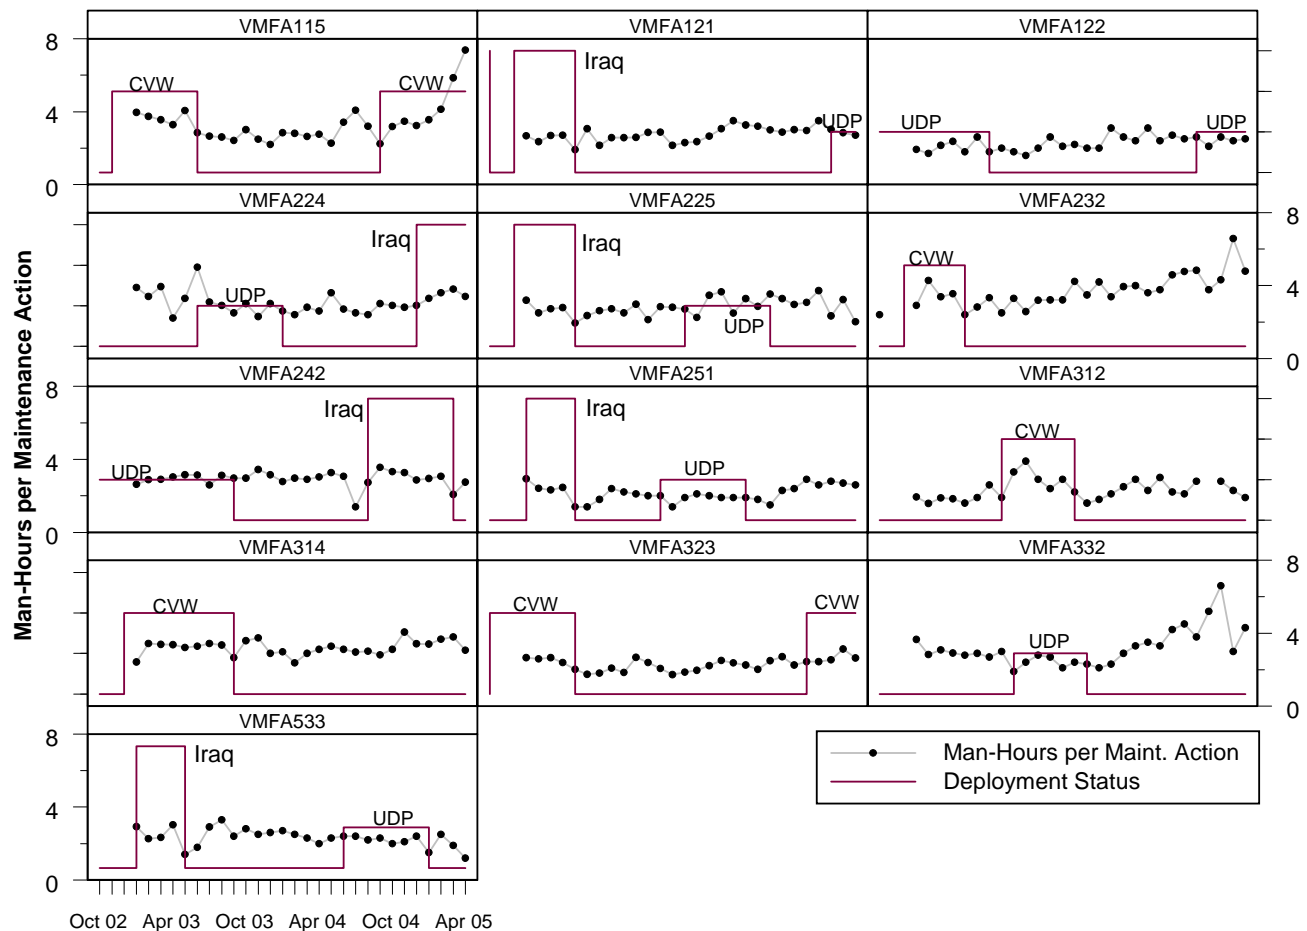 VMFA115 VMFA121 VMFA122
8
CVW CVW Iraq UDP UDP UDP
4
0
VMFA224 VMFA225 VMFA232
8
Iraq Iraq CVW
UDP UDP
4
0
VMFA242 VMFA251 VMFA312
8
Iraq Iraq CVW
UDP UDP
4
0
VMFA314 VMFA323 VMFA332
8
CVW CVW CVW
UDP
4
0
VMFA533
8
Iraq
UDP
4
0
Oct 02 Apr 03 Oct 03 Apr 04 Oct 04 Apr 05
Man-Hours per Maintenance Action
Man-Hours per Maint. Action
Deployment Status